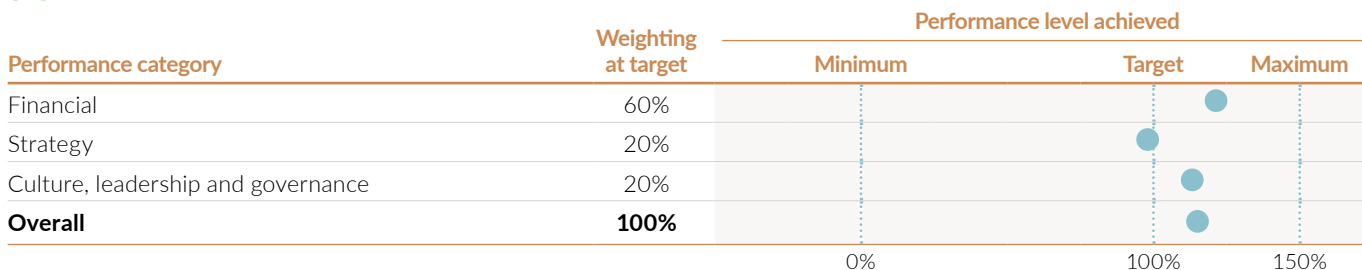 Performance level achieved
Weighting
Performance category at target Minimum Target Maximum
Financial 60%
Strategy 20%
Culture, leadership and governance 20%
Overall 100%
0% 100% 150%